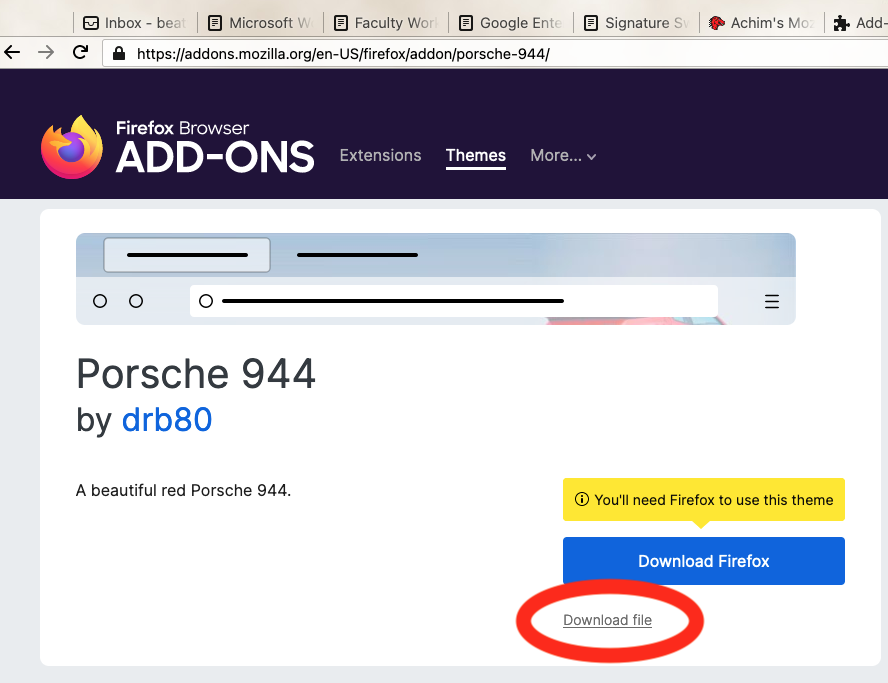 Inbox - beat
Microsoft W
Faculty Work
Google Ente
Signature Sw
Achim's Moz
Add-
https://addons.mozilla.org/en-US/firefox/addon/porsche-944/
Firefox Browser
ADD-ONS
Extensions
Themes
More...
Porsche 944
by drb80
A beautiful red Porsche 944.
You'll need Firefox to use this theme
Download Firefox
Download file